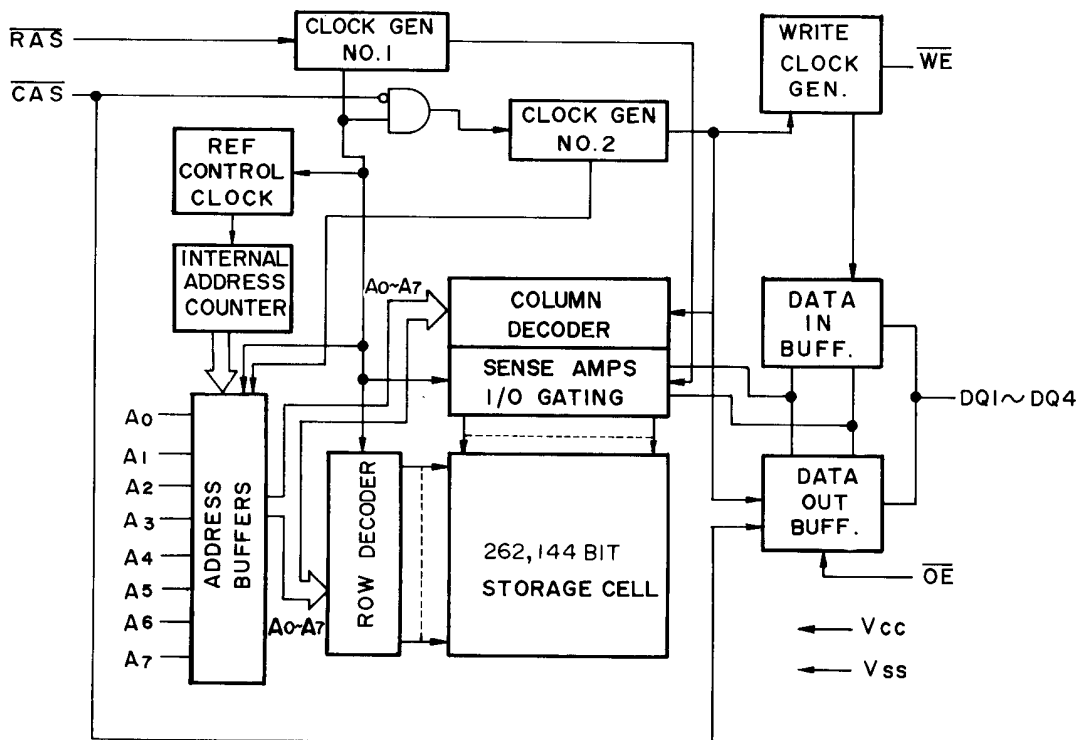 RAS
CLOCK GEN
NO.1
WRITE
CLOCK
GEN.
WE
CAS
CLOCK GEN
NO.2
REF
CONTROL
CLOCK
INTERNAL
ADDRESS
COUNTER
A0~A7
COLUMN
DECODER
DATA
IN
BUFF.
SENSE AMPS
I/O GATING
DQ1~DQ4
A0
A1
A2
A3
A4
A5
A6
A7
ADDRESS
BUFFERS
A0~A7
ROW DECODER
262,144 BIT
STORAGE CELL
DATA
OUT
BUFF.
OE
Vcc
Vss